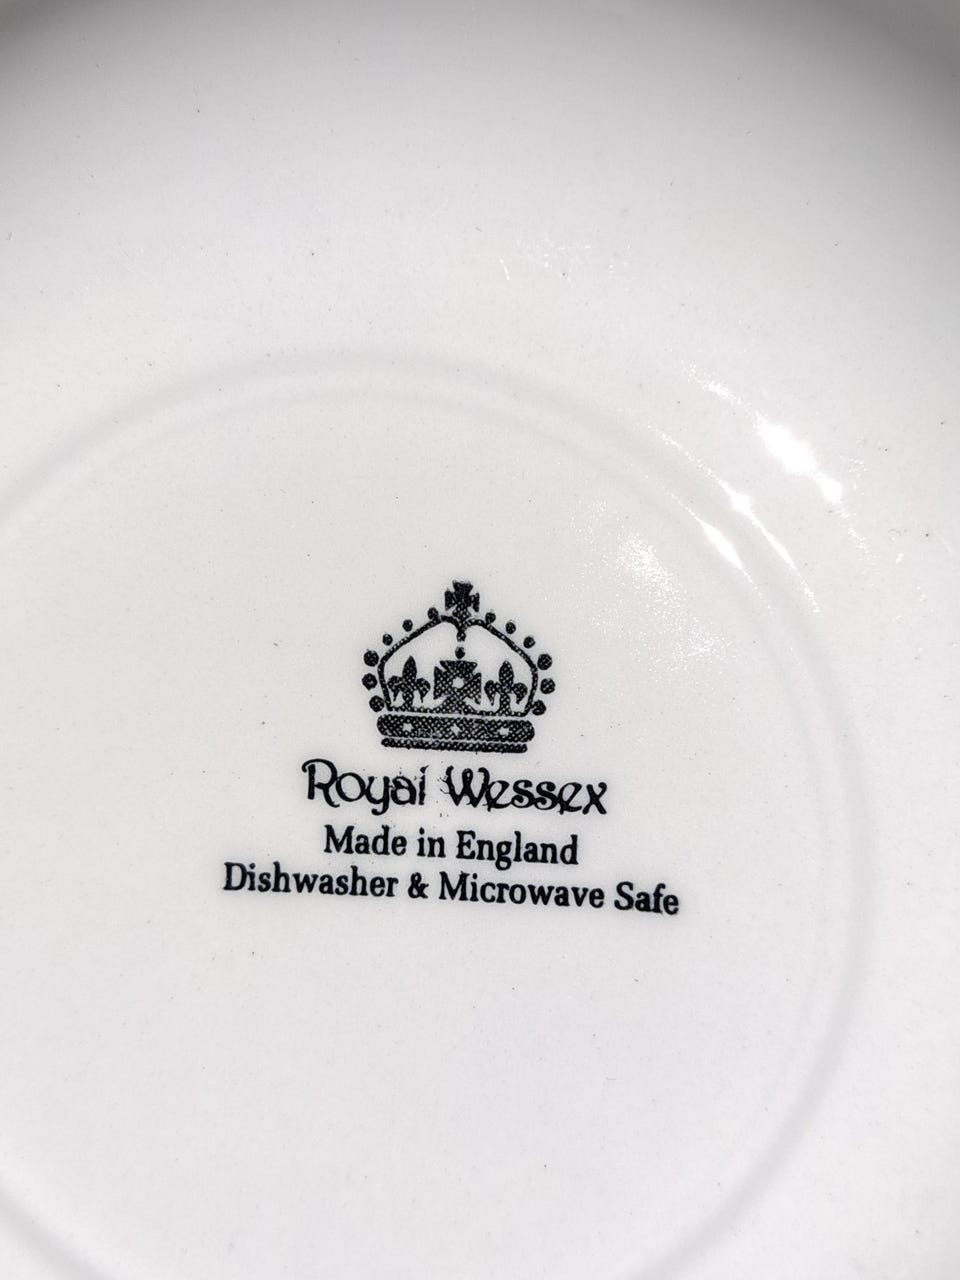 Royal Wessex
Made in England
Dishwasher & Microwave Safe